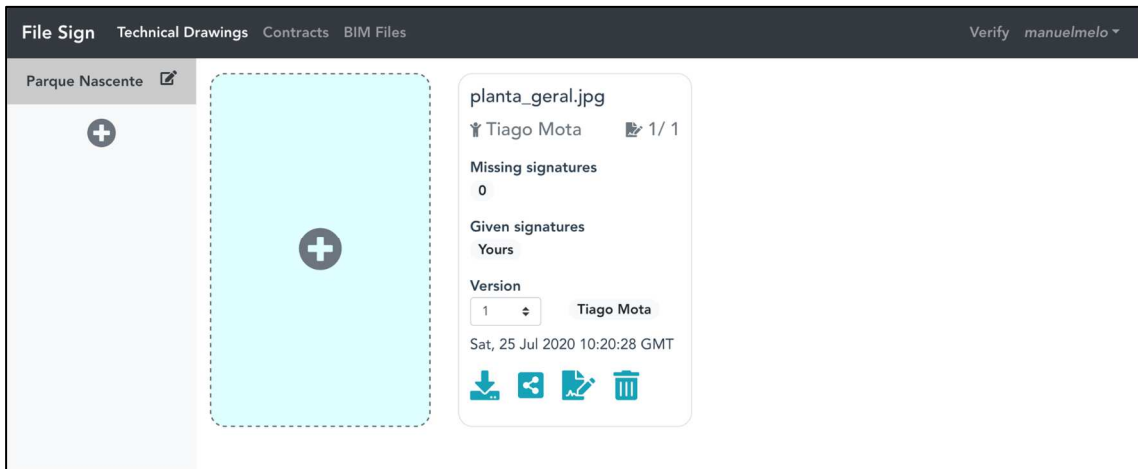 File Sign Technical Drawings Contracts BIM Files Verify manuelmelo
Parque Nascente
planta_geral.jpg
Tiago Mota 1/ 1
Missing signatures
0
Given signatures
Yours
Version
1 Tiago Mota
Sat, 25 Jul 2020 10:20:28 GMT